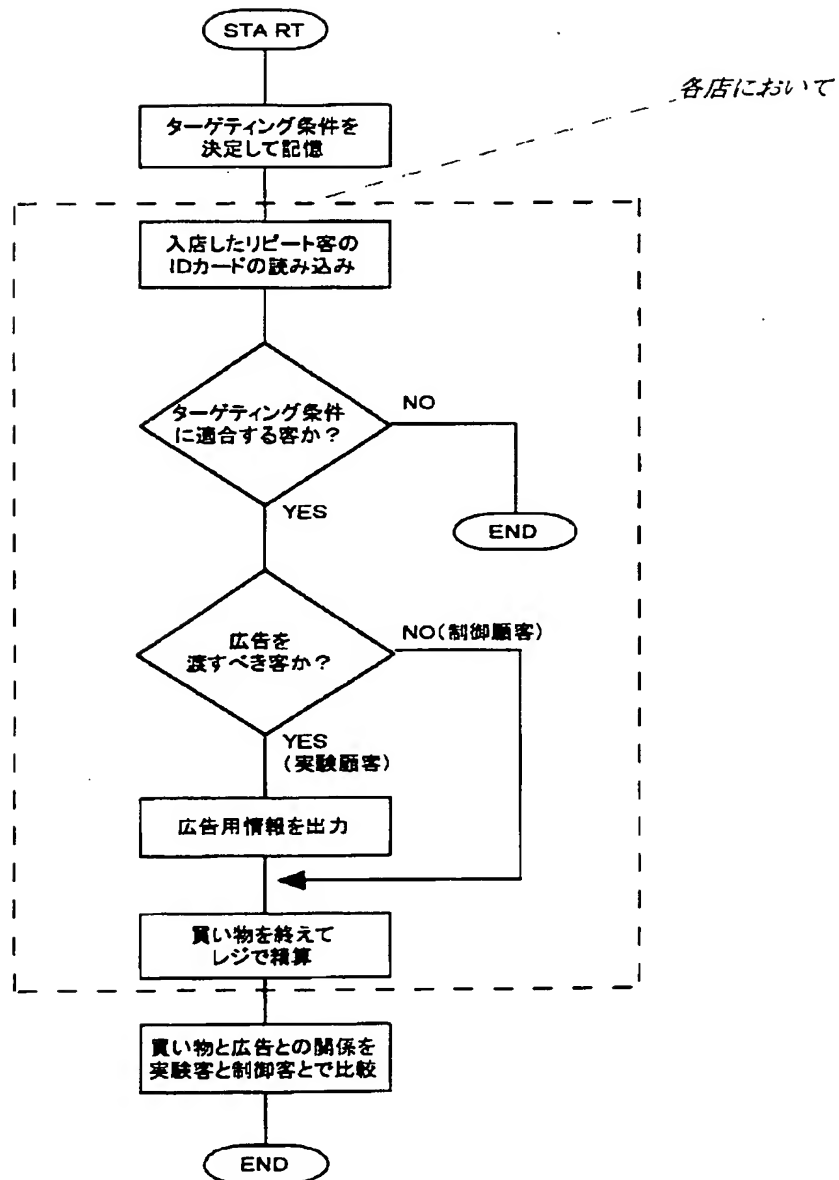 STA RT
各店において
ターゲティング条件を
決定して記憶
入店したリピート客の
IDカードの読み込み
ターゲティング条件
に適合する客か？
NO
YES
END
広告を
渡すべき客か？
NO(制御顧客)
YES
(実験顧客)
広告用情報を出力
買い物を終えて
レジで精算
買い物と広告との関係を
実験客と制御客とで比較
END